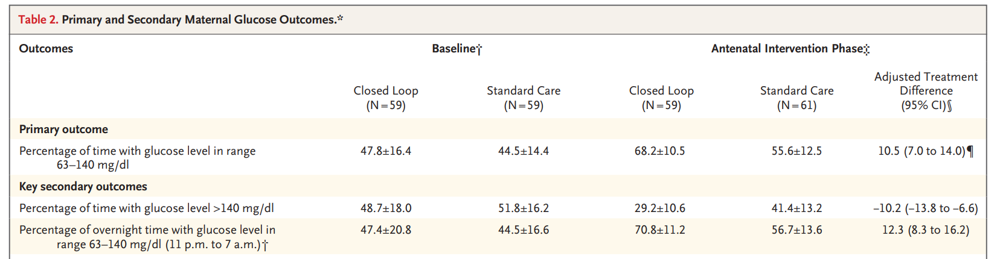 Table 2. Primary and Secondary Maternal Glucose Outcomes.*
Outcomes Baseline† Antenatal Intervention Phase‡
Closed Loop (N=59) Standard Care (N=59) Closed Loop (N=59) Standard Care (N=61) Adjusted Treatment Difference (95% CI)§
Primary outcome
Percentage of time with glucose level in range 63–140 mg/dl 47.8±16.4 44.5±14.4 68.2±10.5 55.6±12.5 10.5 (7.0 to 14.0)¶
Key secondary outcomes
Percentage of time with glucose level >140 mg/dl 48.7±18.0 51.8±16.2 29.2±10.6 41.4±13.2 –10.2 (–13.8 to –6.6)
Percentage of overnight time with glucose level in range 63–140 mg/dl (11 p.m. to 7 a.m.)† 47.4±20.8 44.5±16.6 70.8±11.2 56.7±13.6 12.3 (8.3 to 16.2)